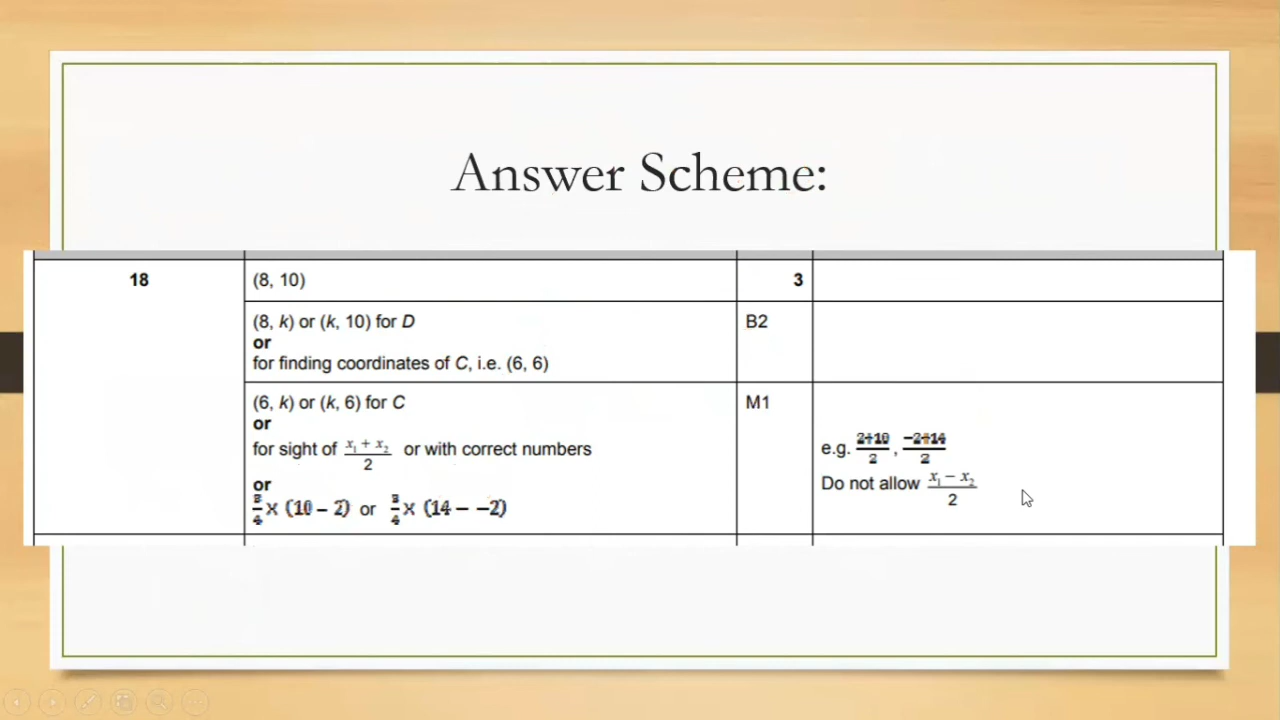 Answer Scheme:
18
(8, 10)
3
(8, k) or (k, 10) for D
or
for finding coordinates of C, i.e. (6, 6)
B2
(6, k) or (k, 6) for C
or
for sight of (x₁ + x₂)/2 or with correct numbers
or
3/4 × (10 – 2) or 3/4 × (14 – –2)
M1
e.g. (2+10)/2 , (–2+14)/2
Do not allow (x₁ – x₂)/2